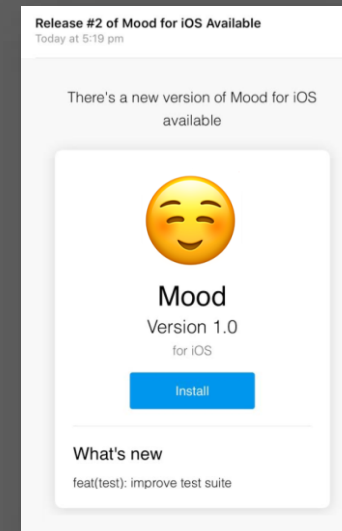 Release #2 of Mood for iOS Available
Today at 5:19 pm
There's a new version of Mood for iOS
available
Mood
Version 1.0
for iOS
Install
What's new
feat(test): improve test suite